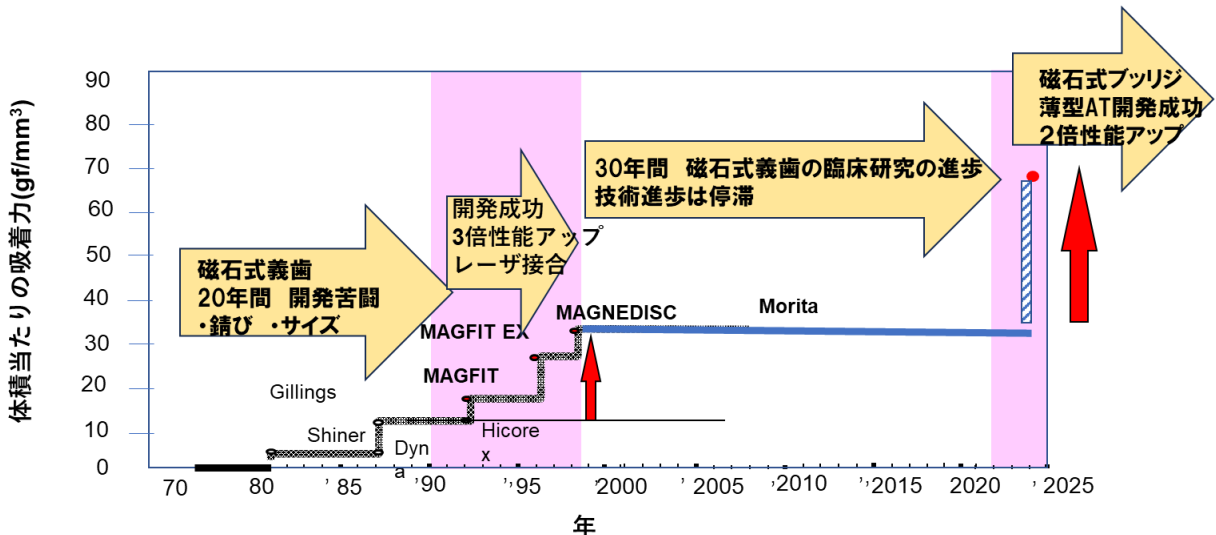 体積当たりの吸着力(gf/mm³)
90
80
70
60
50
40
30
20
10
0
磁石式義歯
20年間 開発苦闘
・錆び ・サイズ
開発成功
3倍性能アップ
レーザ接合
30年間 磁石式義歯の臨床研究の進歩
技術進歩は停滞
磁石式ブッリジ
薄型AT開発成功
２倍性能アップ
MAGNEDISC
Morita
MAGFIT EX
MAGFIT
Gillings
Shiner
Dyn
a
Hicore
x
70 80 ’85 ’90 ’95 2000 ’2005 ’2010 ’2015 2020 ’2025
年